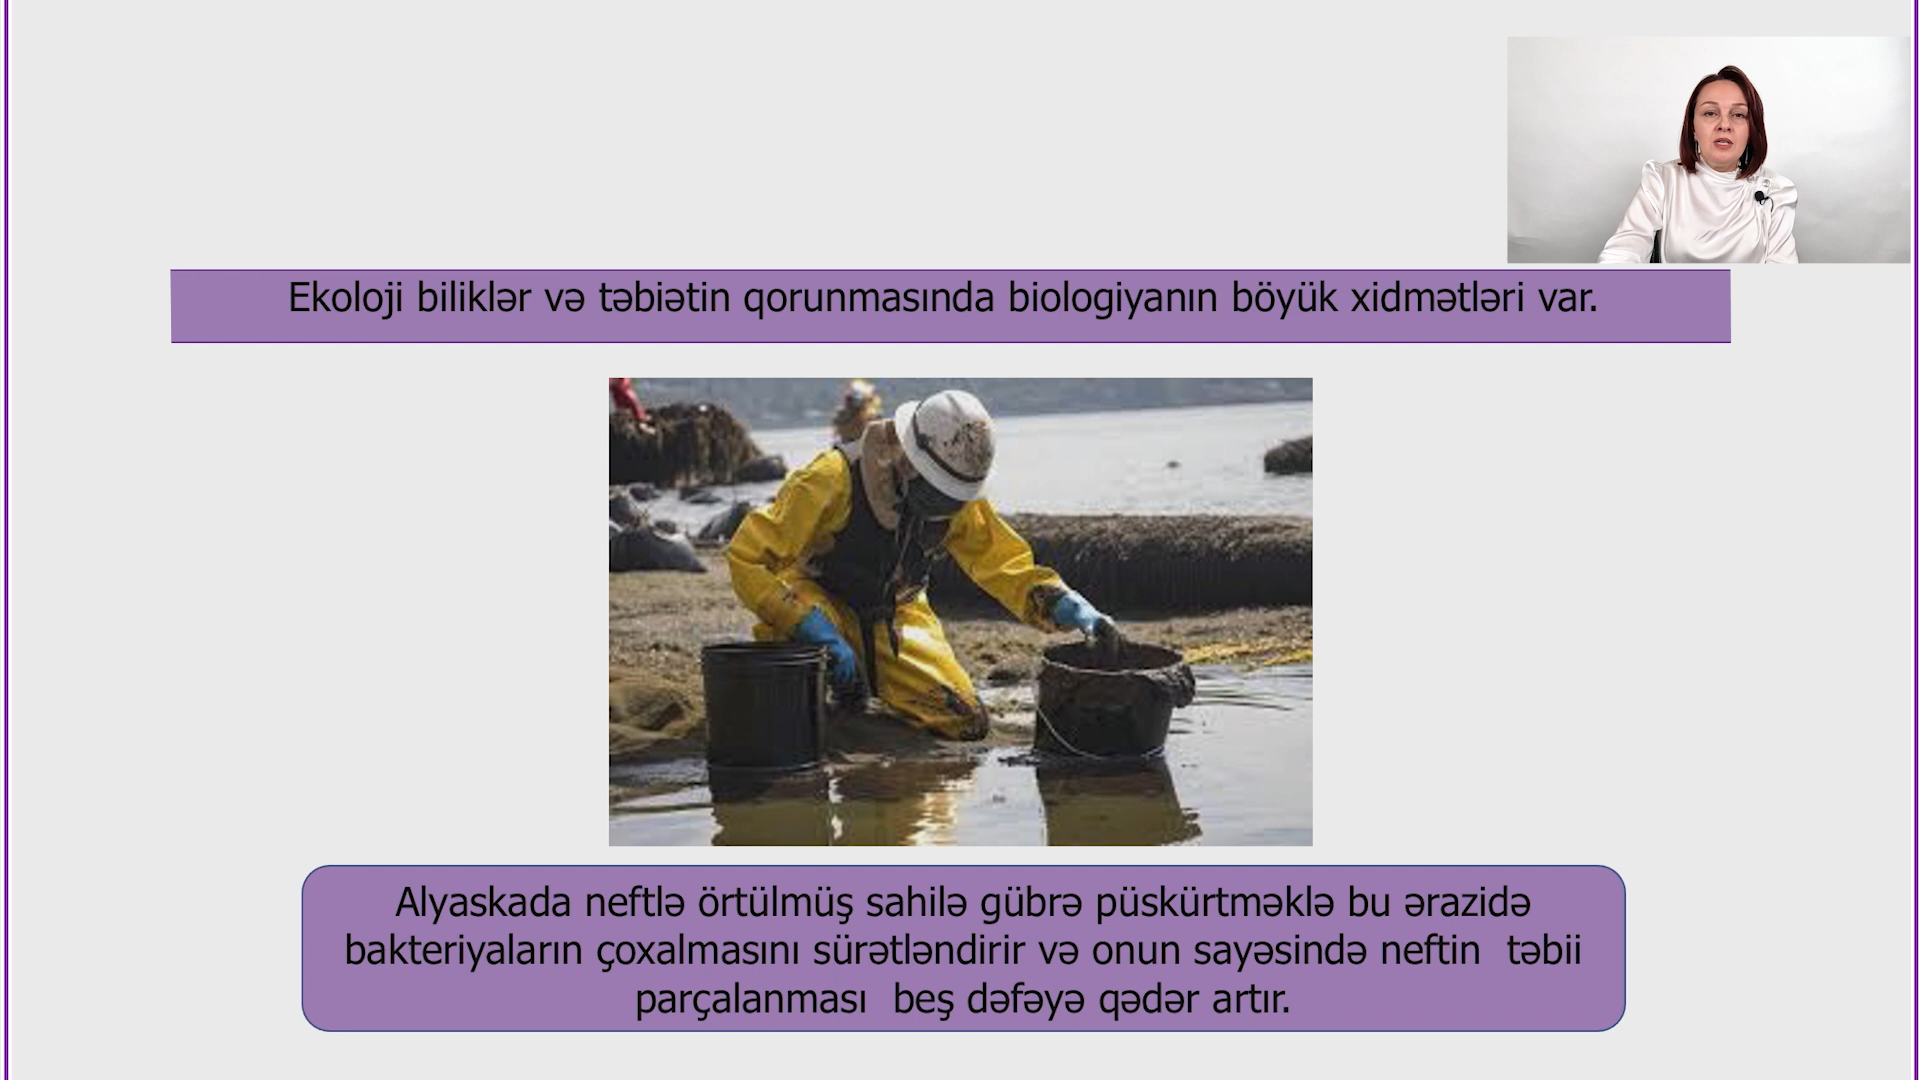 Ekoloji biliklər və təbiətin qorunmasında biologiyanın böyük xidmətləri var.
Alyaskada neftlə örtülmüş sahilə gübrə püskürtməklə bu ərazidə
bakteriyaların çoxalmasını sürətləndirir və onun sayəsində neftin təbii
parçalanması beş dəfəyə qədər artır.